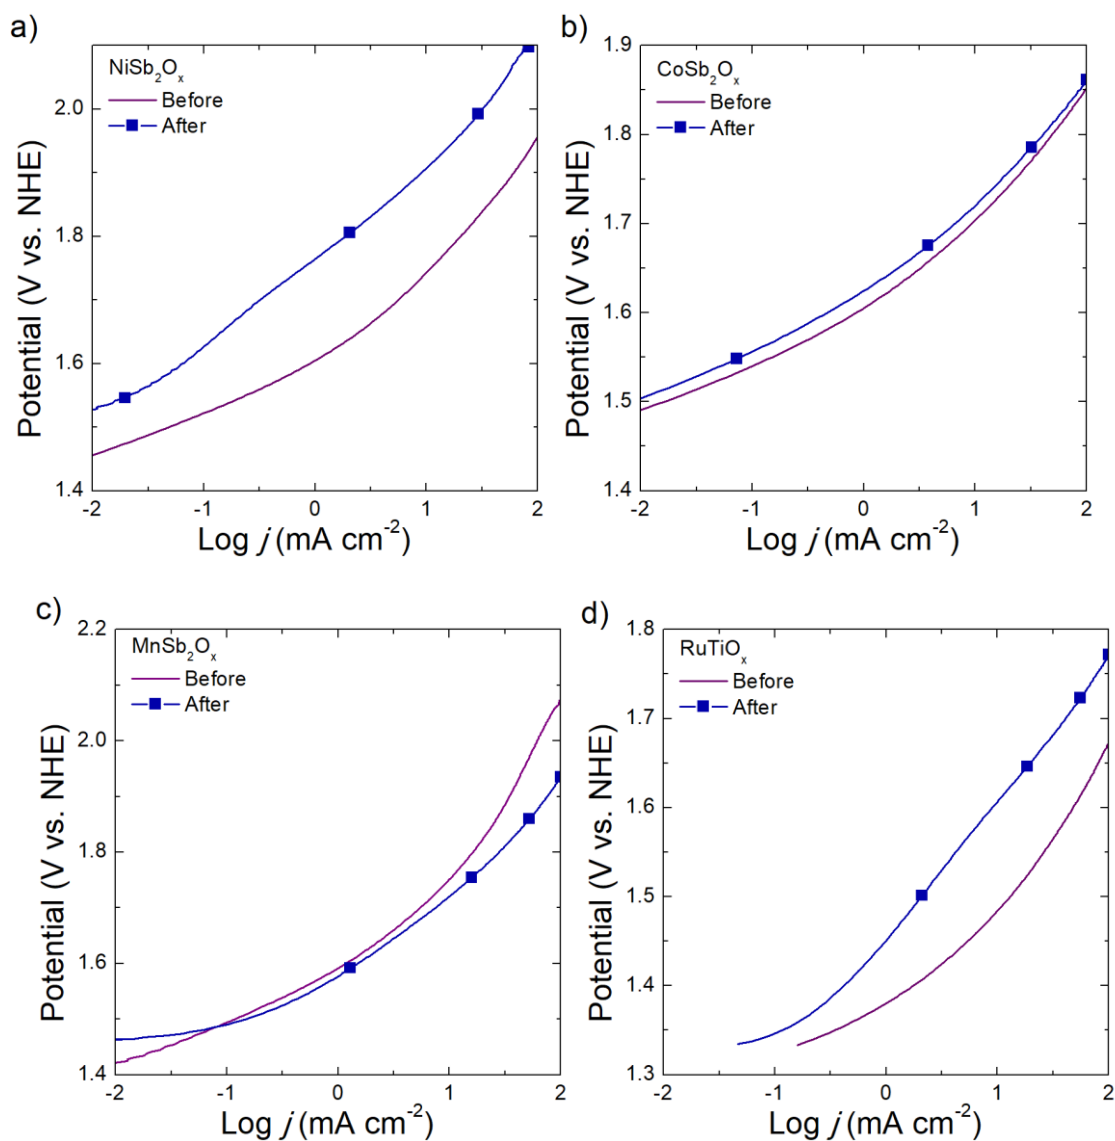 a)
NiSb₂Oₓ
Before
After
2.0
1.8
1.6
1.4
-2 -1 0 1 2
Potential (V vs. NHE)
Log j (mA cm⁻²)
b)
CoSb₂Oₓ
Before
After
1.9
1.8
1.7
1.6
1.5
1.4
-2 -1 0 1 2
Potential (V vs. NHE)
Log j (mA cm⁻²)
c)
MnSb₂Oₓ
Before
After
2.2
2.0
1.8
1.6
1.4
-2 -1 0 1 2
Potential (V vs. NHE)
Log j (mA cm⁻²)
d)
RuTiOₓ
Before
After
1.8
1.7
1.6
1.5
1.4
1.3
-2 -1 0 1 2
Potential (V vs. NHE)
Log j (mA cm⁻²)